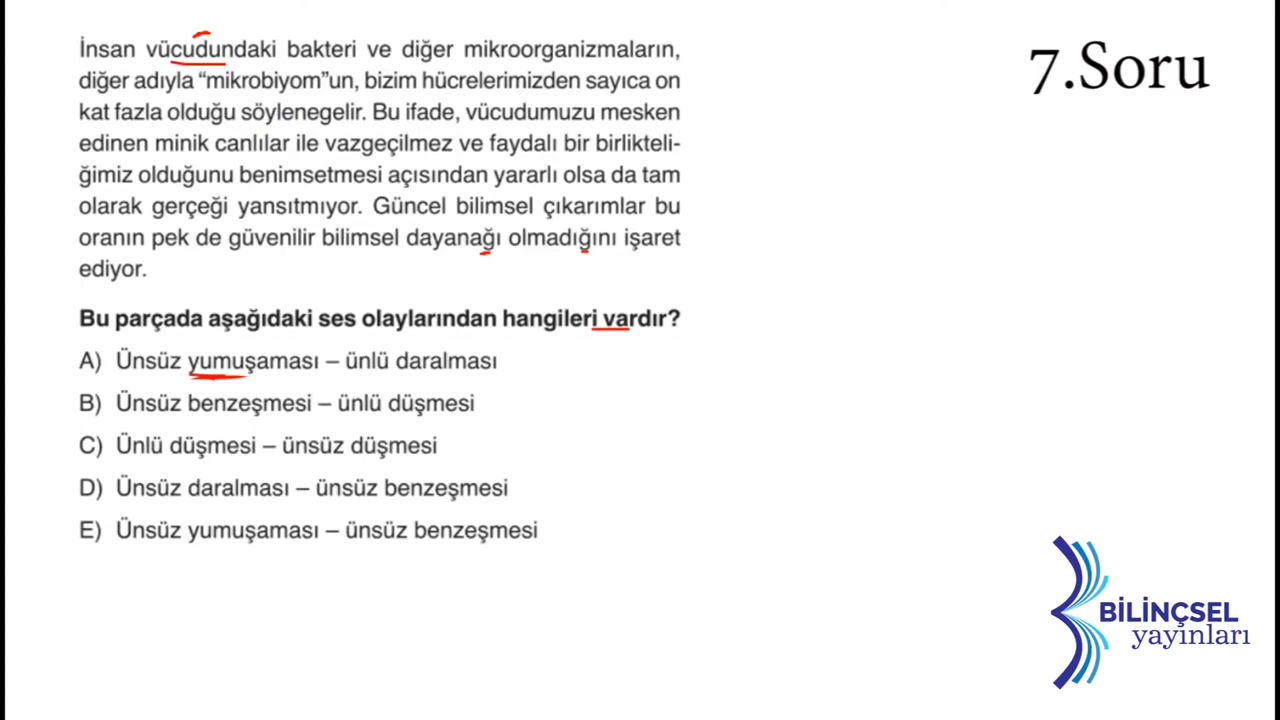 İnsan vücudundaki bakteri ve diğer mikroorganizmaların,
diğer adıyla “mikrobiyom”un, bizim hücrelerimizden sayıca on
kat fazla olduğu söylenegelir. Bu ifade, vücudumuzu mesken
edinen minik canlılar ile vazgeçilmez ve faydalı bir birlikteli-
ğimiz olduğunu benimsetmesi açısından yararlı olsa da tam
olarak gerçeği yansıtmıyor. Güncel bilimsel çıkarımlar bu
oranın pek de güvenilir bilimsel dayanağı olmadığını işaret
ediyor.
Bu parçada aşağıdaki ses olaylarından hangileri vardır?
A) Ünsüz yumuşaması – ünlü daralması
B) Ünsüz benzeşmesi – ünlü düşmesi
C) Ünlü düşmesi – ünsüz düşmesi
D) Ünsüz daralması – ünsüz benzeşmesi
E) Ünsüz yumuşaması – ünsüz benzeşmesi
7.Soru
BİLİNÇSEL
yayınları